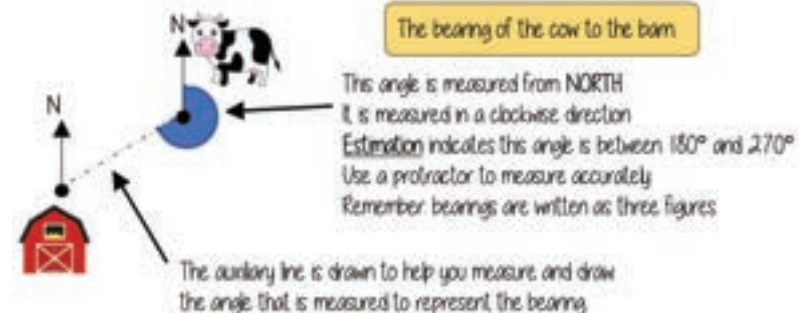 The bearing of the cow to the barn
N
This angle is measured from NORTH
It is measured in a clockwise direction
Estimation indicates this angle is between 180° and 270°
Use a protractor to measure accurately
Remember: bearings are written as three figures
N
The auxiliary line is drawn to help you measure and draw
the angle that is measured to represent the bearing.